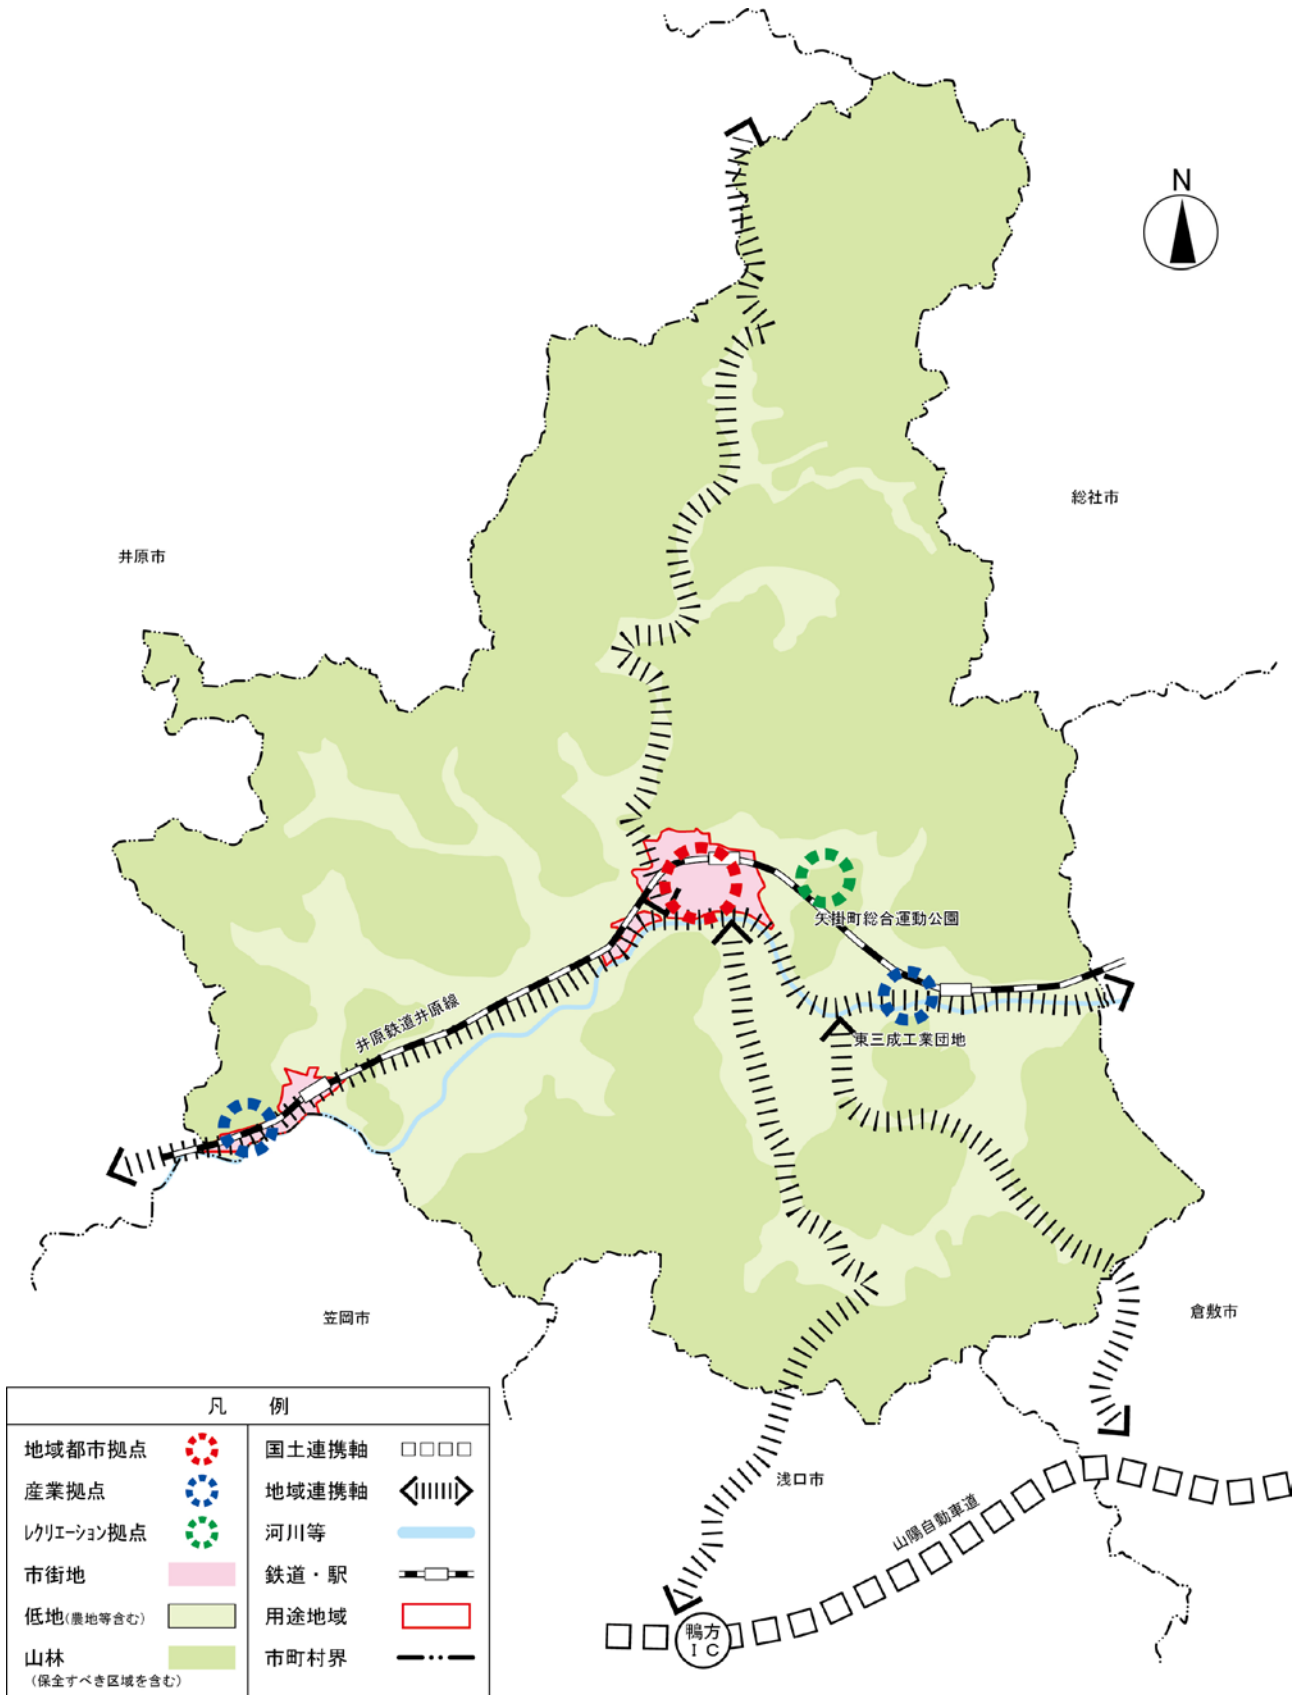 N
総社市
井原市
矢掛町総合運動公園
井原鉄道井原線
東三成工業団地
笠岡市
倉敷市
浅口市
山陽自動車道
鴨方
IC
凡 例
地域都市拠点
産業拠点
レクリエーション拠点
市街地
低地(農地等含む)
山林
(保全すべき区域を含む)
国土連携軸
地域連携軸
河川等
鉄道・駅
用途地域
市町村界